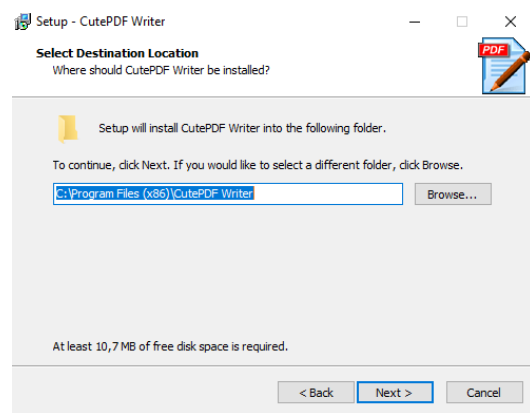 Setup - CutePDF Writer
Select Destination Location
Where should CutePDF Writer be installed?
PDF
Setup will install CutePDF Writer into the following folder.
To continue, click Next. If you would like to select a different folder, click Browse.
C:\Program Files (x86)\CutePDF Writer
Browse...
At least 10,7 MB of free disk space is required.
< Back
Next >
Cancel